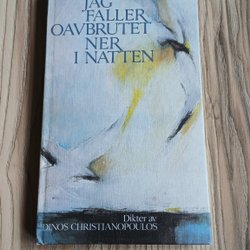 JAG
FALLER
OAVBRUTET
NER
I NATTEN
Dikter av
DINOS CHRISTIANOPOULOS